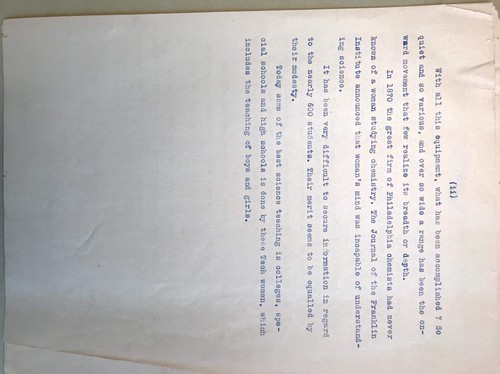 (ii)
With all this equipment, what has been accomplished ? So
quiet and so various, and over so wide a range has been the on-
ward movement that few realize its breadth or depth.
In 1870 the great firm of Philadelphia chemists had never
known of a woman studying chemistry. The Journal of the Franklin
Institute announced that woman's mind was incapable of understand-
ing science.
It has been very difficult to secure information in regard
to the nearly 600 students. Their merit seems to be equalled by
their modesty.
Today some of the best science teaching is colleges, spe-
cial schools and high schools is done by these Tech women, which
includes the teaching of boys and girls.